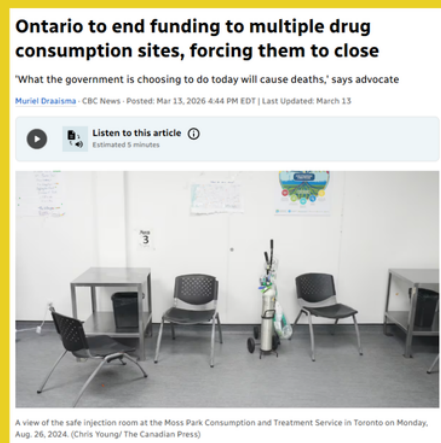 Ontario to end funding to multiple drug
consumption sites, forcing them to close
'What the government is choosing to do today will cause deaths,' says advocate
Muriel Draaisma · CBC News · Posted: Mar 13, 2026 4:44 PM EDT | Last Updated: March 13
Listen to this article
Estimated 5 minutes
3
A view of the safe injection room at the Moss Park Consumption and Treatment Service in Toronto on Monday,
Aug. 26, 2024. (Chris Young/ The Canadian Press)